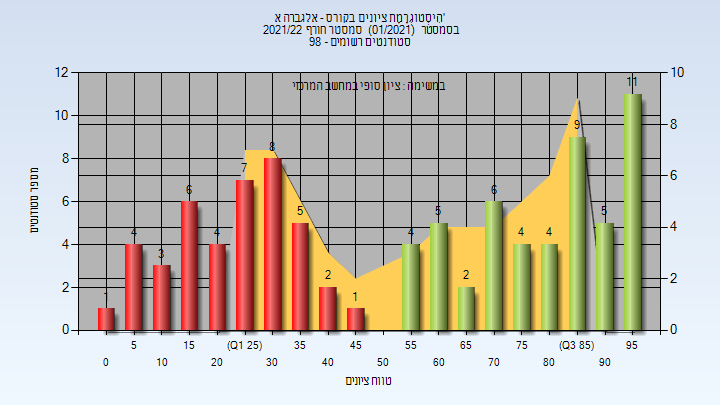 היסטוגרמת ציונים בקורס - אלגברה א'
בסמסטר (01/2021) סמסטר חורף 2021/22
סטודנטים רשומים - 98
במשימה : ציון סופי במחשב המרכזי
מספר סטודנטים
12 10 8 6 4 2 0
10 8 6 4 2 0
1 4 3 6 4 7 8 5 2 1 4 5 2 6 4 4 9 5 11
5 15 (Q1 25) 35 45 55 65 75 (Q3 85) 95
0 10 20 30 40 50 60 70 80 90
טווח ציונים